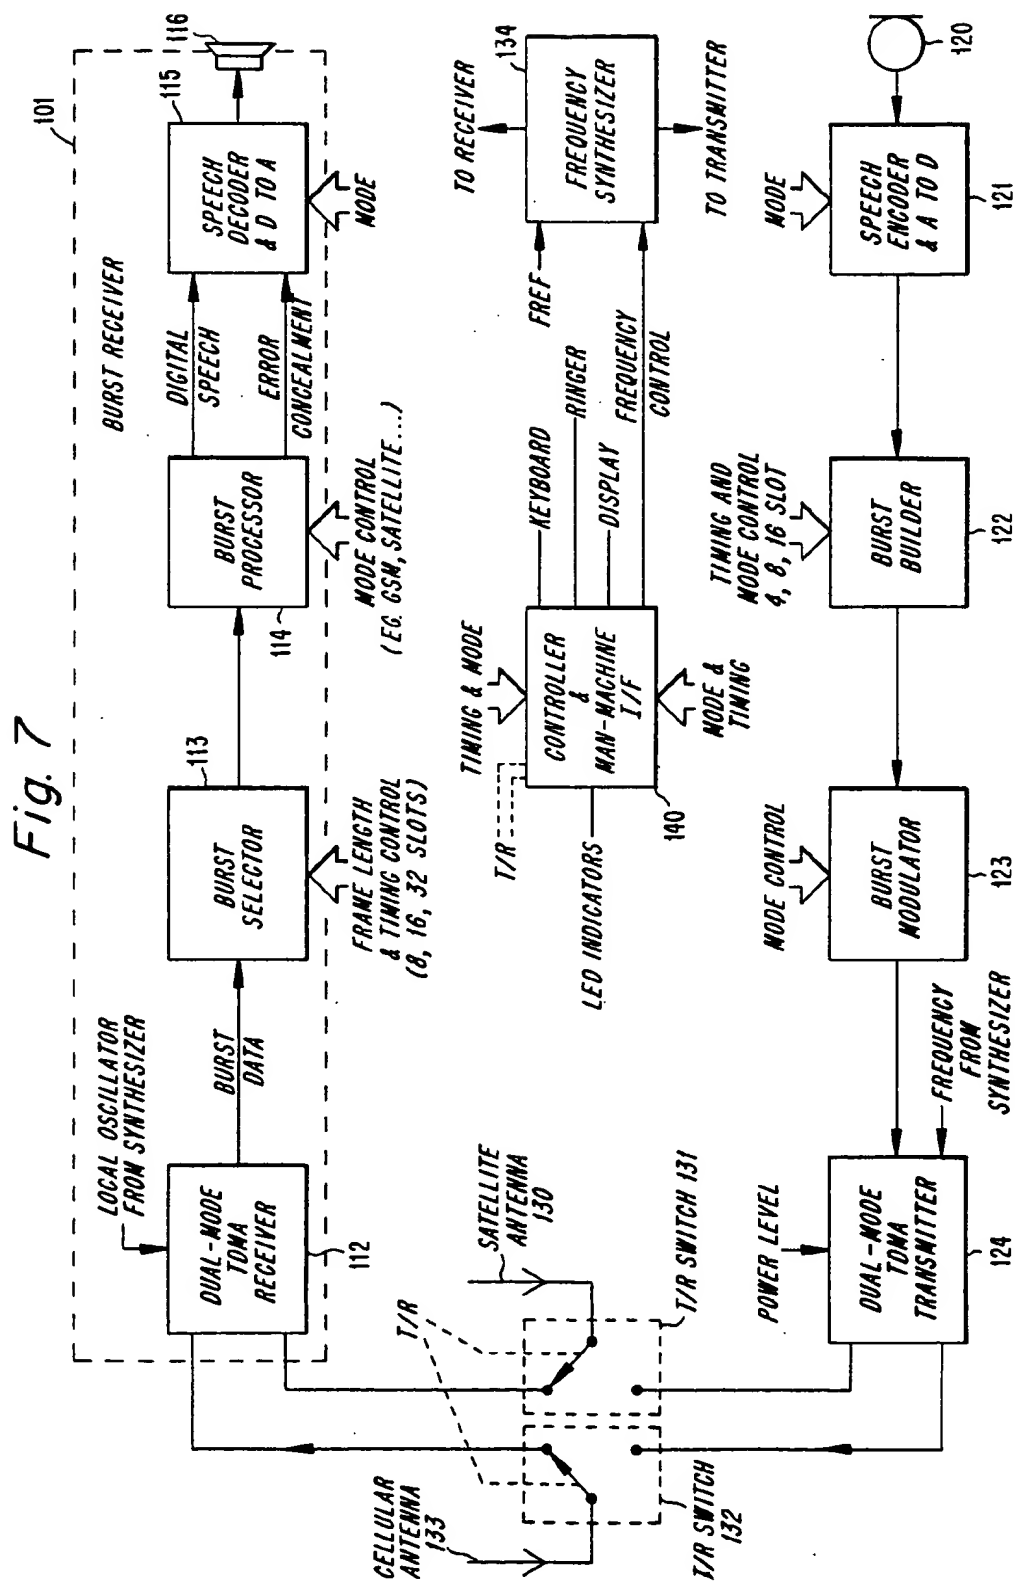 Fig. 7
101
BURST RECEIVER
LOCAL OSCILLATOR
FROM SYNTHESIZER
DUAL-MODE
TDMA
RECEIVER
112
BURST
DATA
BURST
SELECTOR
113
FRAME LENGTH
& TIMING CONTROL
(8, 16, 32 SLOTS)
BURST
PROCESSOR
114
MODE CONTROL
(EG. GSM, SATELLITE...)
DIGITAL
SPEECH
ERROR
CONCEALMENT
SPEECH
DECODER
& D TO A
115
MODE
116
CELLULAR
ANTENNA
133
T/R
SATELLITE
ANTENNA
130
T/R SWITCH 131
T/R SWITCH
132
T/R
TIMING & MODE
LED INDICATORS
CONTROLLER
&
MAN-MACHINE
I/F
140
MODE &
TIMING
KEYBOARD
RINGER
DISPLAY
FREQUENCY
CONTROL
FREF
TO RECEIVER
FREQUENCY
SYNTHESIZER
134
TO TRANSMITTER
POWER LEVEL
DUAL-MODE
TDMA
TRANSMITTER
124
FREQUENCY
FROM
SYNTHESIZER
MODE CONTROL
BURST
MODULATOR
123
TIMING AND
MODE CONTROL
4, 8, 16 SLOT
BURST
BUILDER
122
MODE
SPEECH
ENCODER
& A TO D
121
120